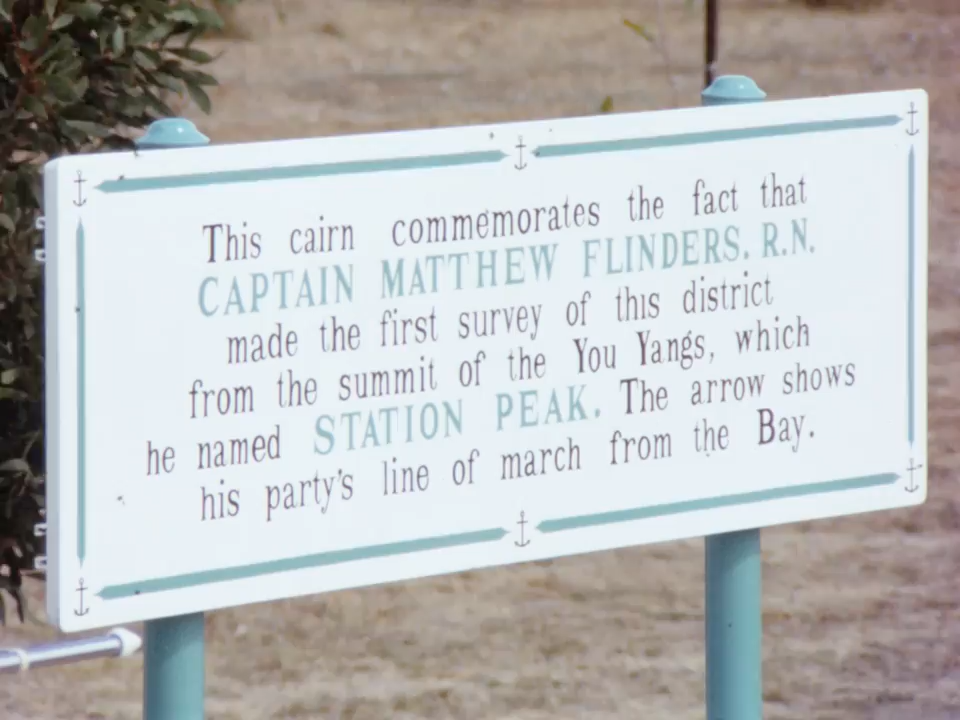 This cairn commemorates the fact that
CAPTAIN MATTHEW FLINDERS. R.N.
made the first survey of this district
from the summit of the You Yangs, which
he named STATION PEAK. The arrow shows
his party's line of march from the Bay.